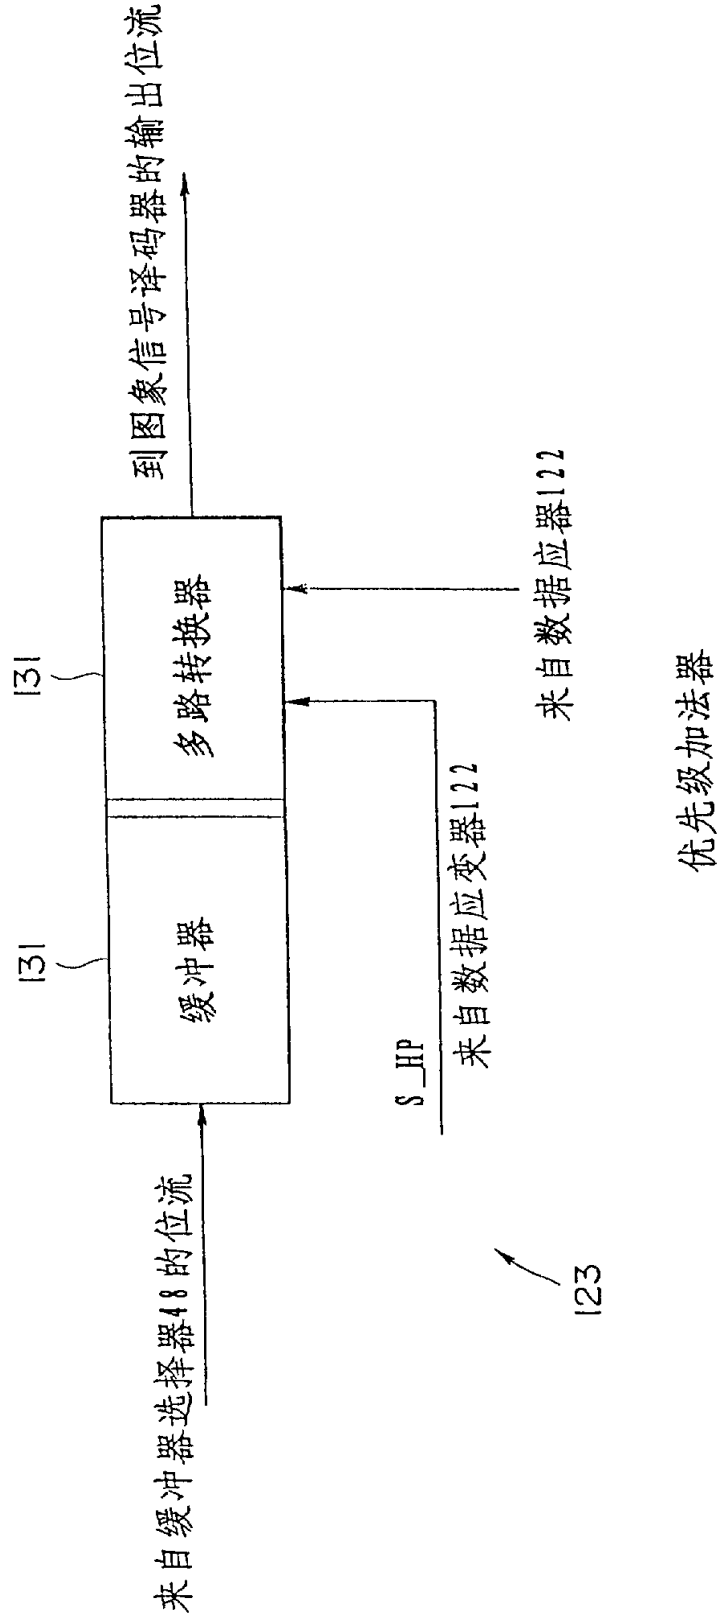 到图象信号译码器的输出位流
131
131
多路转换器
缓冲器
来自缓冲器选择器48的位流
S_HP
来自数据应变器122
来自数据应器122
123
优先级加法器